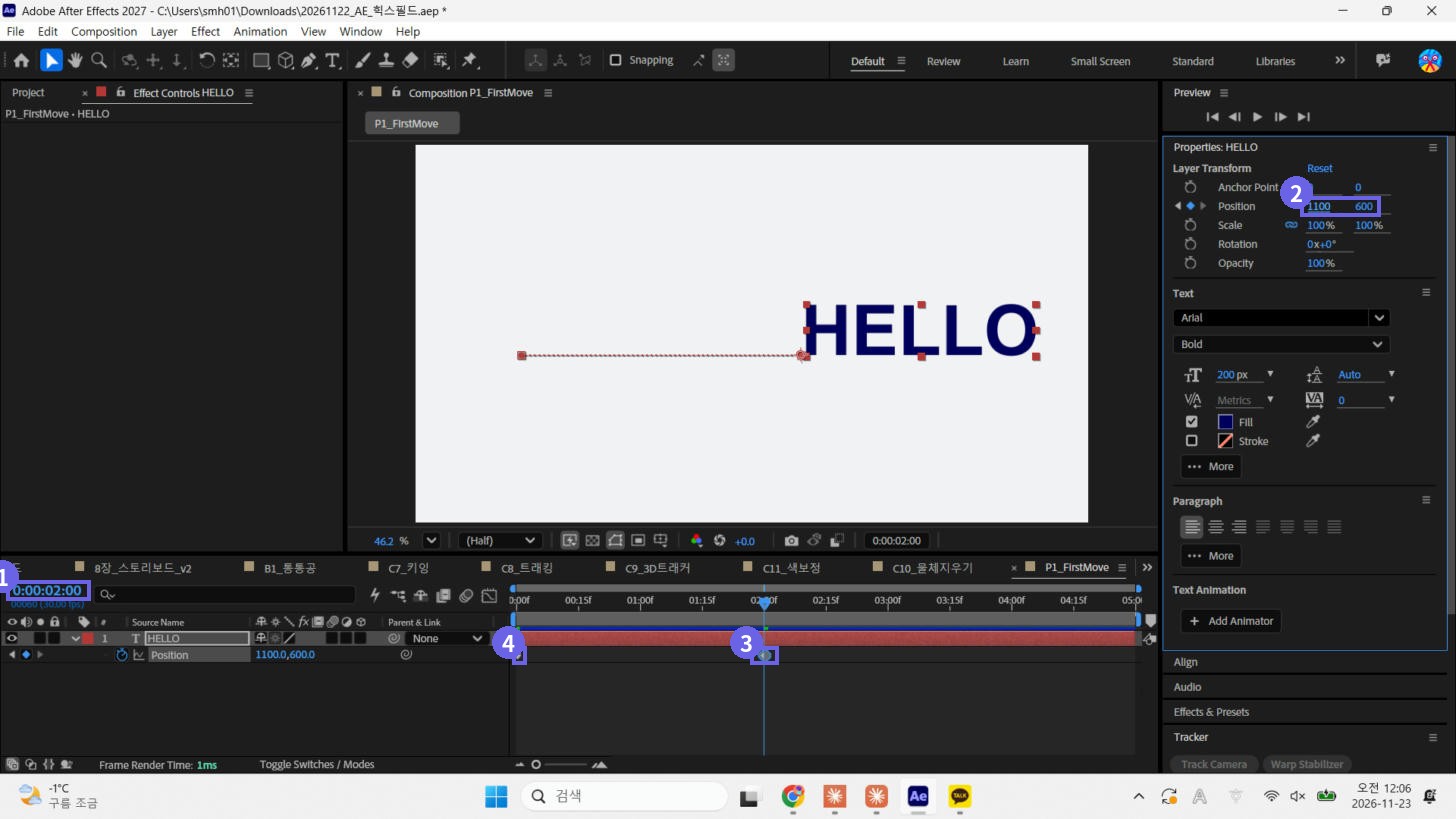 Adobe After Effects 2027 - C:\Users\smh01\Downloads\20261122_AE_힉스필드.aep *
File Edit Composition Layer Effect Animation View Window Help
Snapping
Default Review Learn Small Screen Standard Libraries
Project
Effect Controls HELLO
P1_FirstMove • HELLO
Composition P1_FirstMove
P1_FirstMove
HELLO
46.2 %
(Half)
+0.0
0:00:02:00
Preview
Properties: HELLO
Layer Transform Reset
Anchor Point 0
2
Position 1100 600
Scale 100% 100%
Rotation 0x+0°
Opacity 100%
Text
Arial
Bold
200 px Auto
Metrics 0
Fill
Stroke
More
Paragraph
More
Text Animation
+ Add Animator
Align
Audio
Effects & Presets
Tracker
Track Camera Warp Stabilizer
8장_스토리보드_v2 B1_통통공 C7_키잉 C8_트래킹 C9_3D트래커 C11_색보정 C10_물체지우기 P1_FirstMove
1
0:00:02:00
00060 (30.00 fps)
:00f 00:15f 01:00f 01:15f 02:00f 02:15f 03:00f 03:15f 04:00f 04:15f 05:0
# Source Name Parent & Link
1 T HELLO None
4
3
Position 1100.0,600.0
Frame Render Time: 1ms
Toggle Switches / Modes
-1°C
구름 조금
검색
Ae
TALK
오전 12:06
2026-11-23